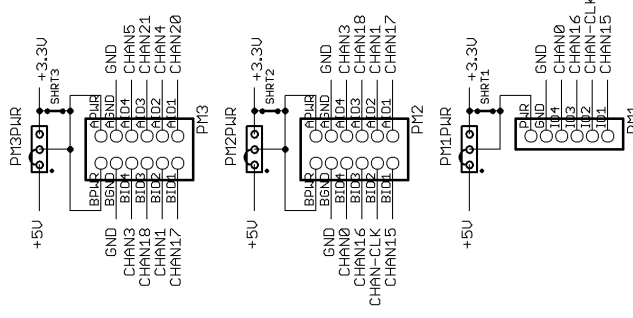 +3.3V
SHRT3
PM3PWR
+5V
GND
CHAN5
CHAN21
CHAN4
CHAN20
APWR
AGND
AIO4
AIO3
AIO2
AIO1
PM3
BPWR
BGND
BIO4
BIO3
BIO2
BIO1
GND
CHAN3
CHAN18
CHAN1
CHAN17
+3.3V
SHRT2
PM2PWR
+5V
GND
CHAN3
CHAN18
CHAN1
CHAN17
APWR
AGND
AIO4
AIO3
AIO2
AIO1
PM2
BPWR
BGND
BIO4
BIO3
BIO2
BIO1
GND
CHAN0
CHAN16
CHAN-CLK
CHAN15
+3.3V
SHRT1
PM1PWR
+5V
GND
CHAN0
CHAN16
CHAN-CLK
CHAN15
PWR
GND
IO4
IO3
IO2
IO1
PM1